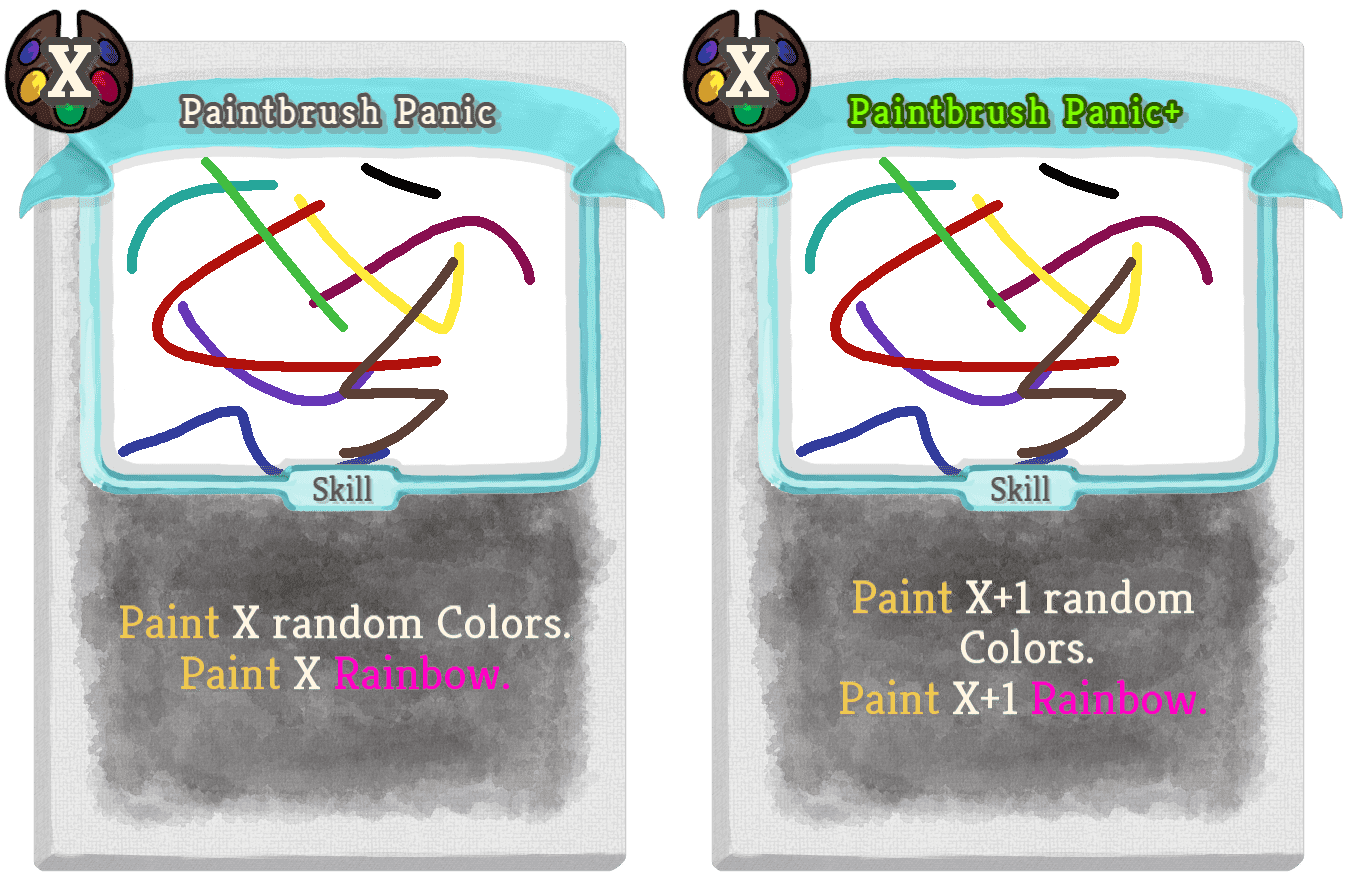 X
Paintbrush Panic
Skill
Paint X random Colors.
Paint X Rainbow.
X
Paintbrush Panic+
Skill
Paint X+1 random
Colors.
Paint X+1 Rainbow.